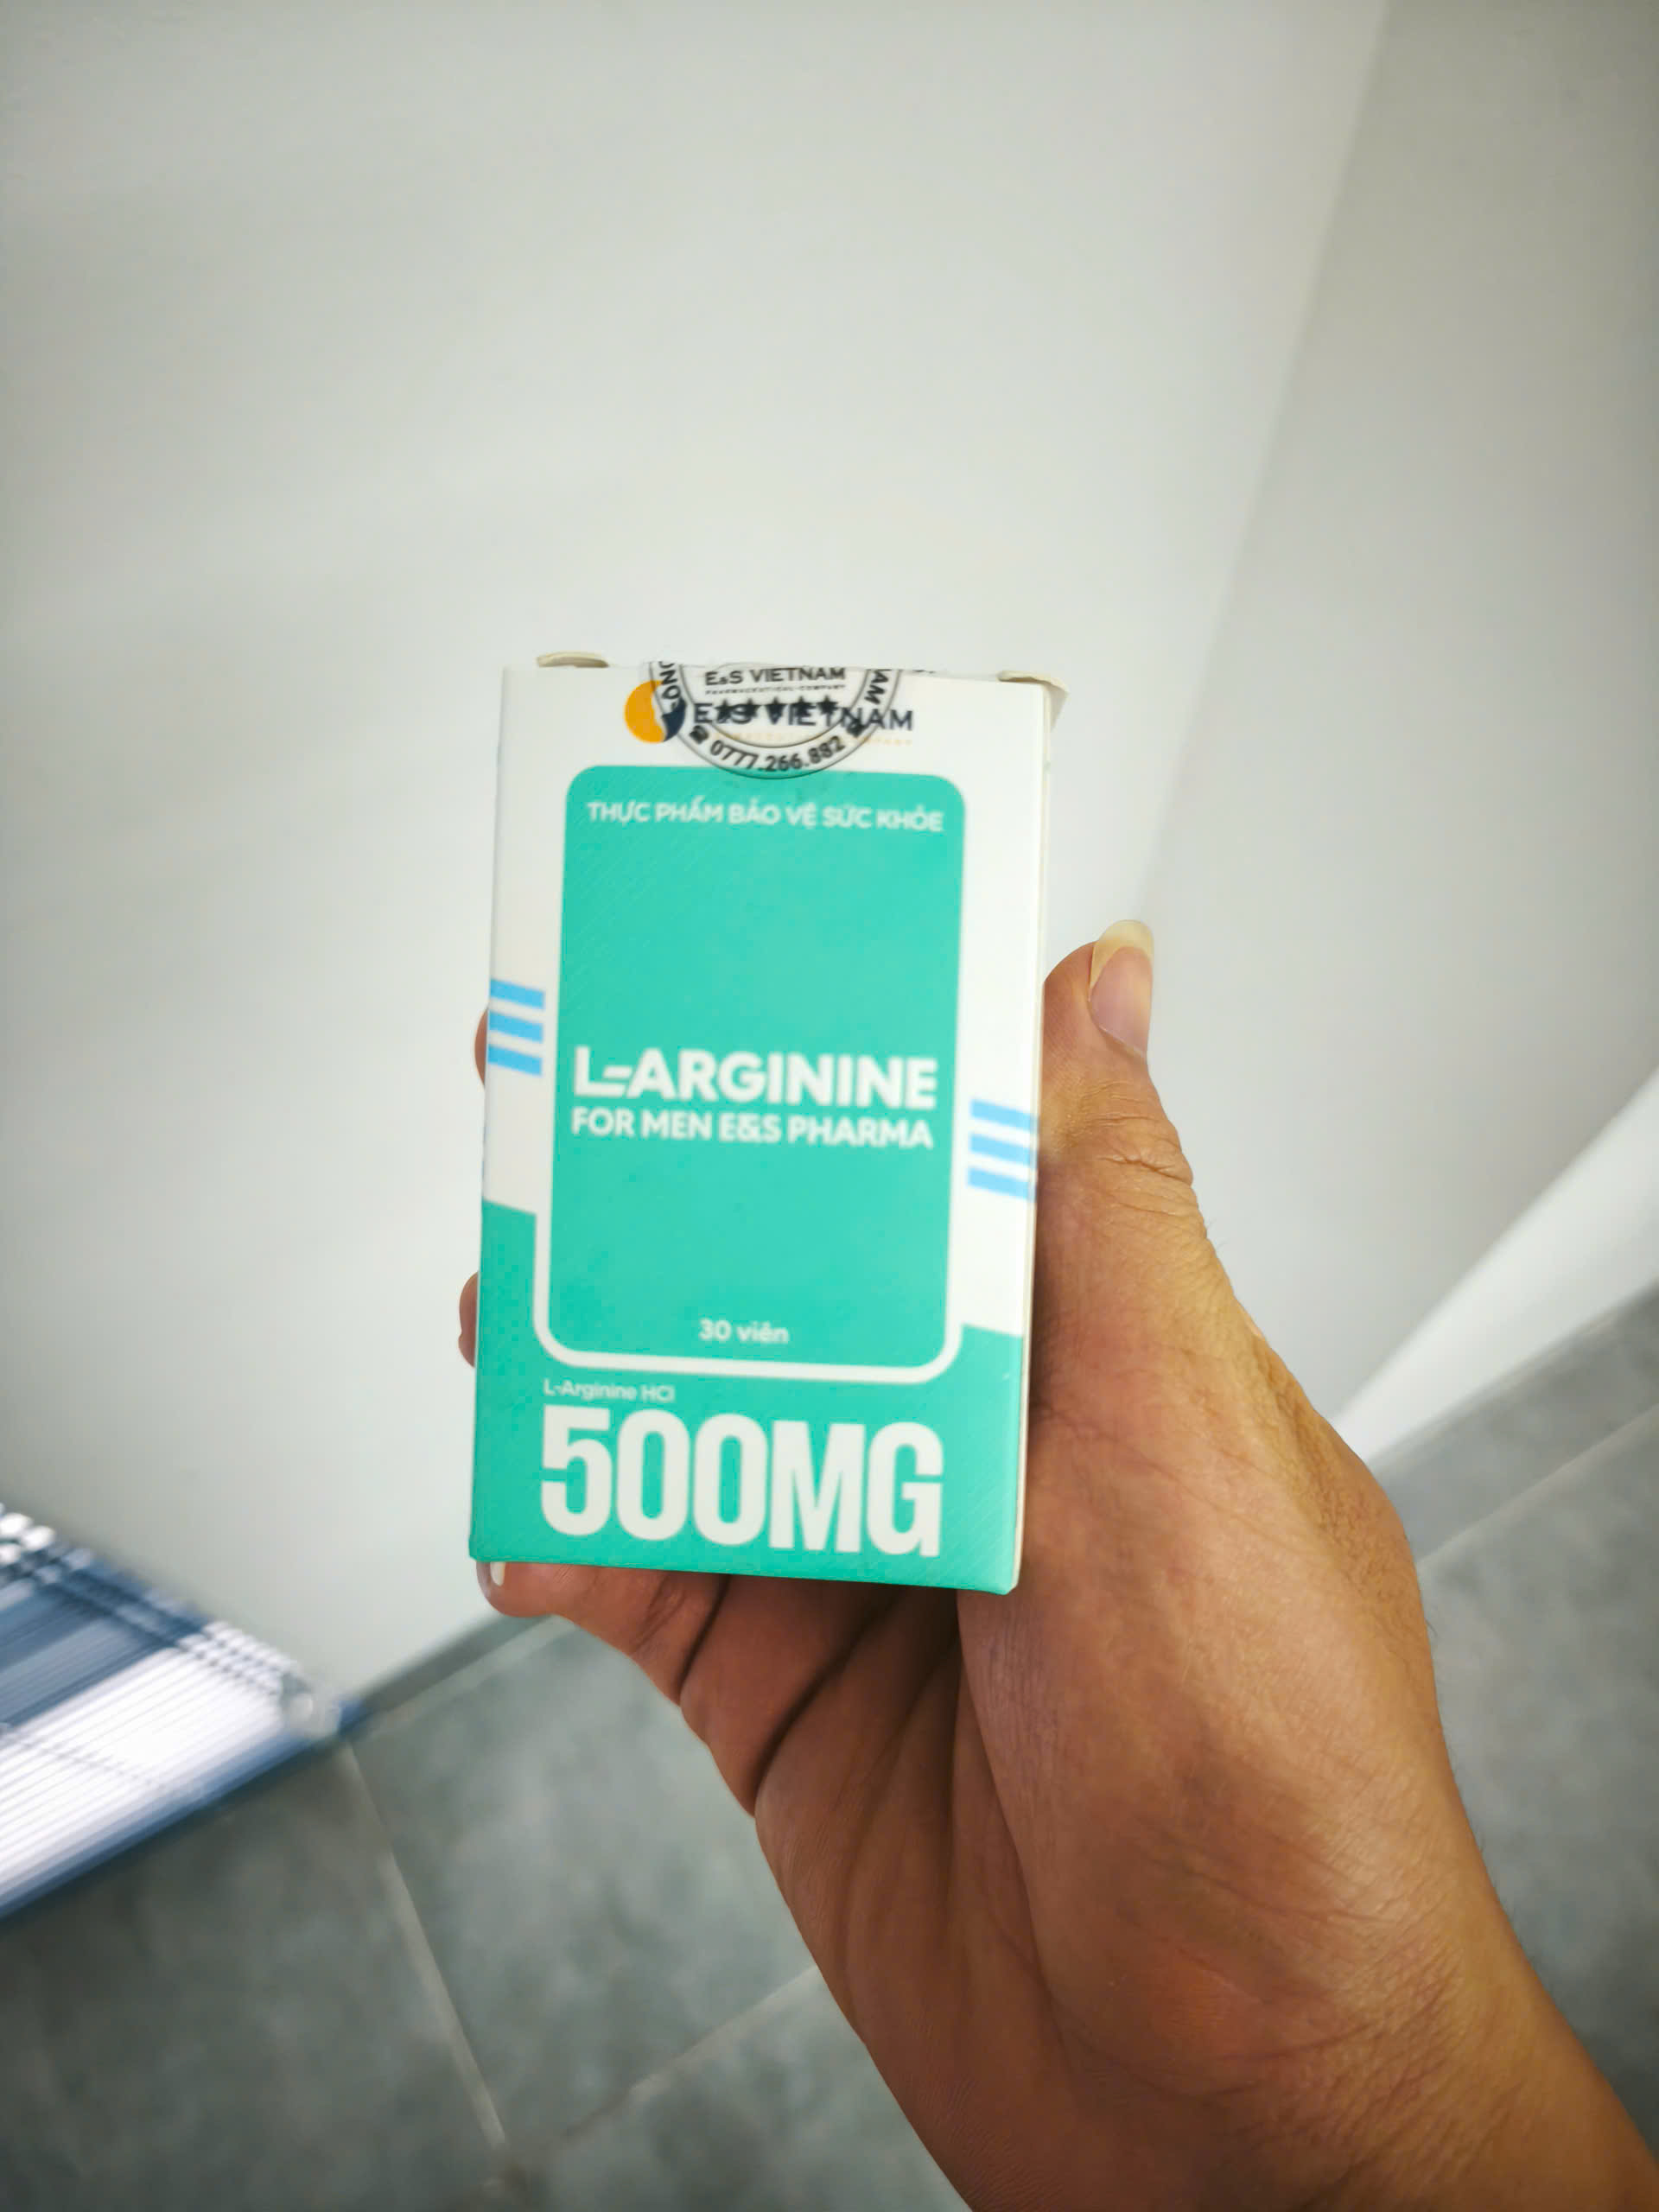 E&S VIETNAM
0777.266.882
E&S VIETNAM
THỰC PHẨM BẢO VỆ SỨC KHỎE
L-ARGININE
FOR MEN E&S PHARMA
30 viên
L-Arginine HCl
500MG